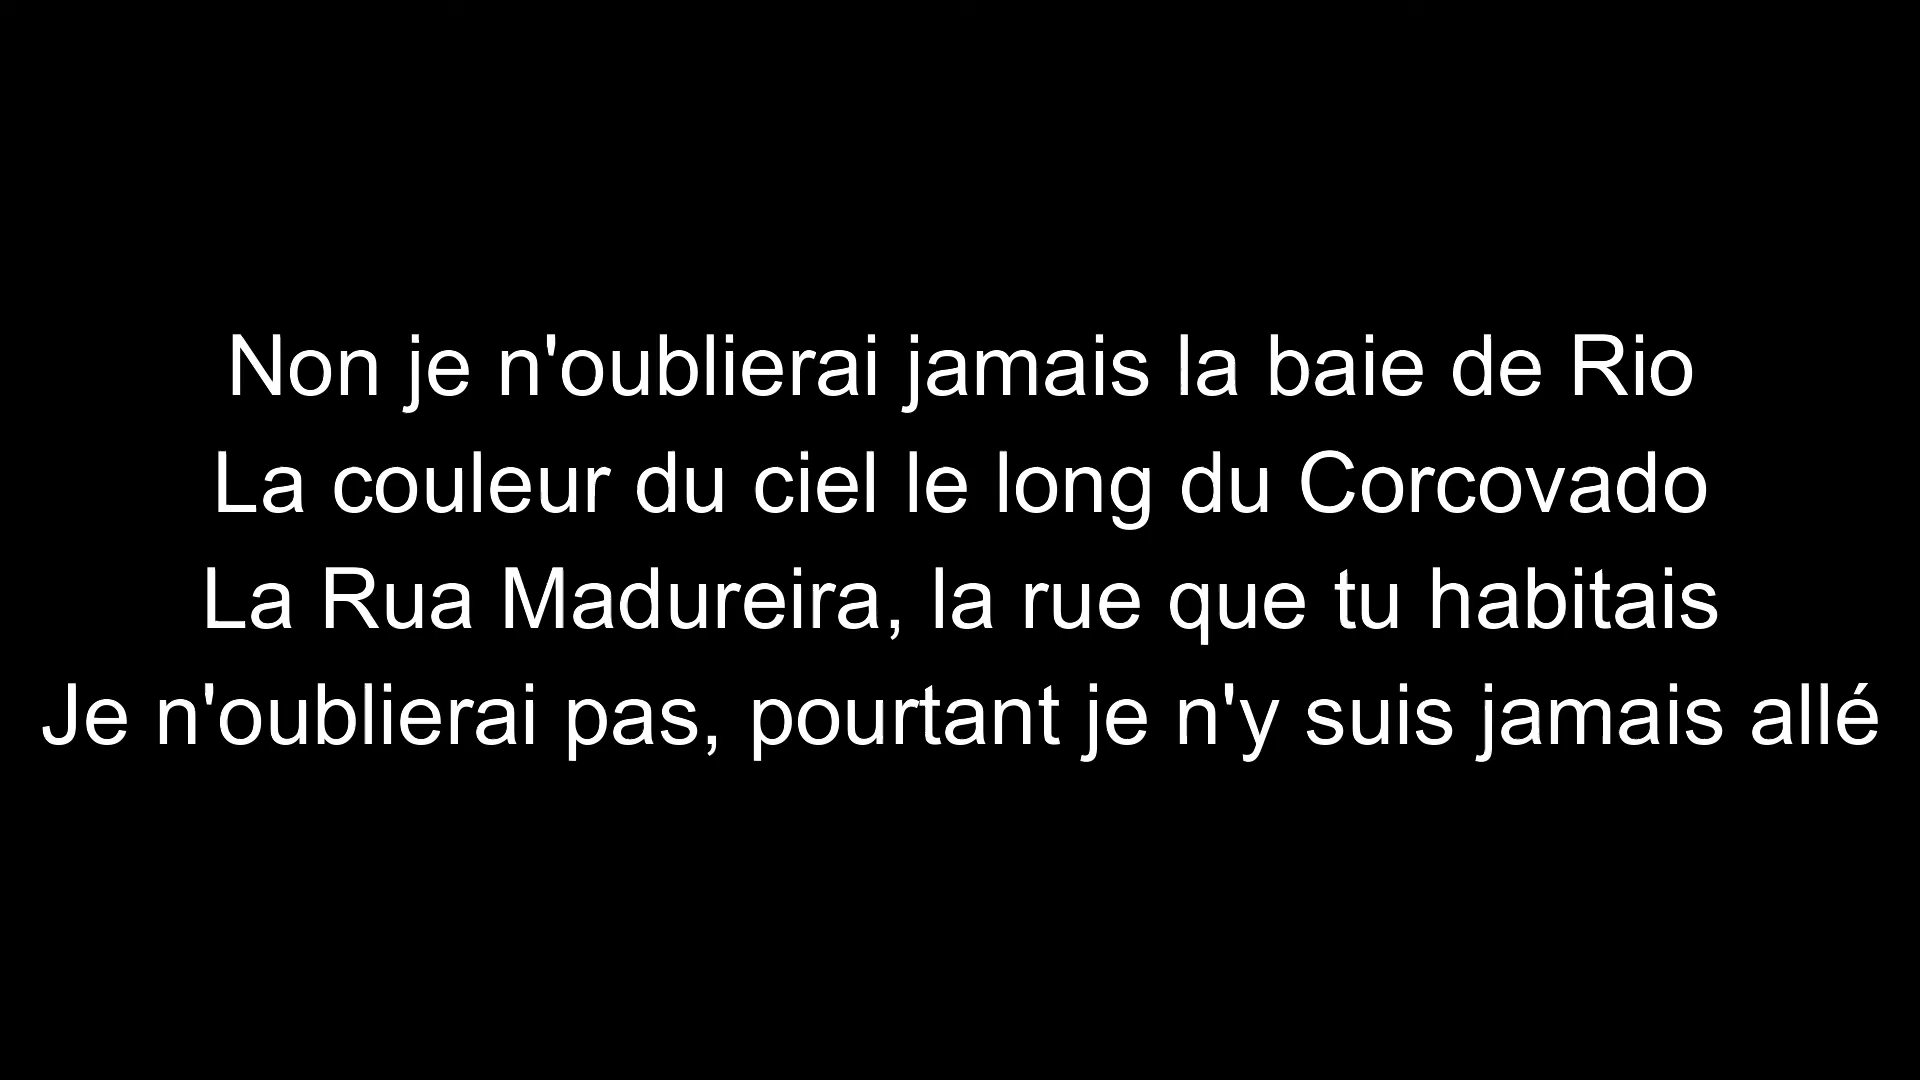 Non je n'oublierai jamais la baie de Rio
La couleur du ciel le long du Corcovado
La Rua Madureira, la rue que tu habitais
Je n'oublierai pas, pourtant je n'y suis jamais allé